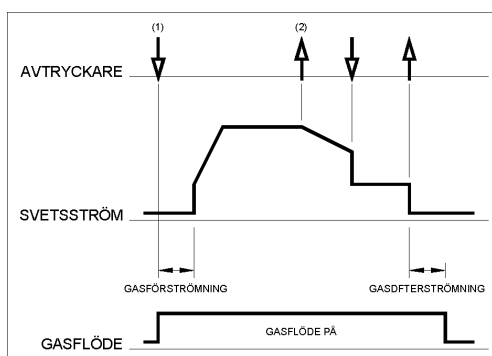 (1)
(2)
AVTRYCKARE
SVETSSTRÖM
GASFÖRSTRÖMNING
GASDFTERSTRÖMNING
GASFLÖDE PÅ
GASFLÖDE